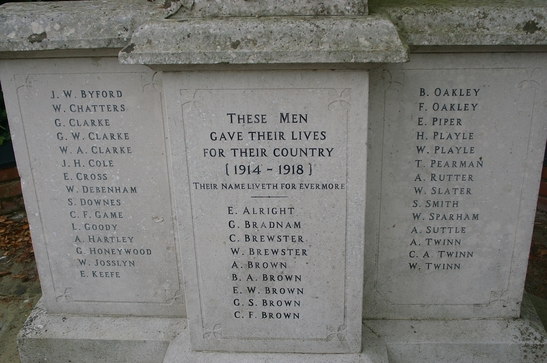 J. W. BYFORD
W. CHATTERS
G. CLARKE
G. W. CLARKE
W. A. CLARKE
J. H. COLE
E. CROSS
W. DEBENHAM
S. DOWNES
C. F. GAME
I. GOODY
A. HARTLEY
G. HONEYWOOD
W. JOSSLYN
E. KEEFE
THESE MEN
GAVE THEIR LIVES
FOR THEIR COUNTRY
(1914 - 1918)
THEIR NAME LIVETH FOR EVERMORE
E. ALRIGHT
G. BRADNAM
C. BREWSTER
W. BREWSTER
A. BROWN
B. A. BROWN
E. W. BROWN
G. S. BROWN
C. F. BROWN
B. OAKLEY
F. OAKLEY
E. PIPER
H. PLAYLE
W. PLAYLE
T. PEARMAN
A. RUTTER
W. SLATER
S. SMITH
W. SPARHAM
A. SUTTLE
A. TWINN
C. A. TWINN
W. TWINN